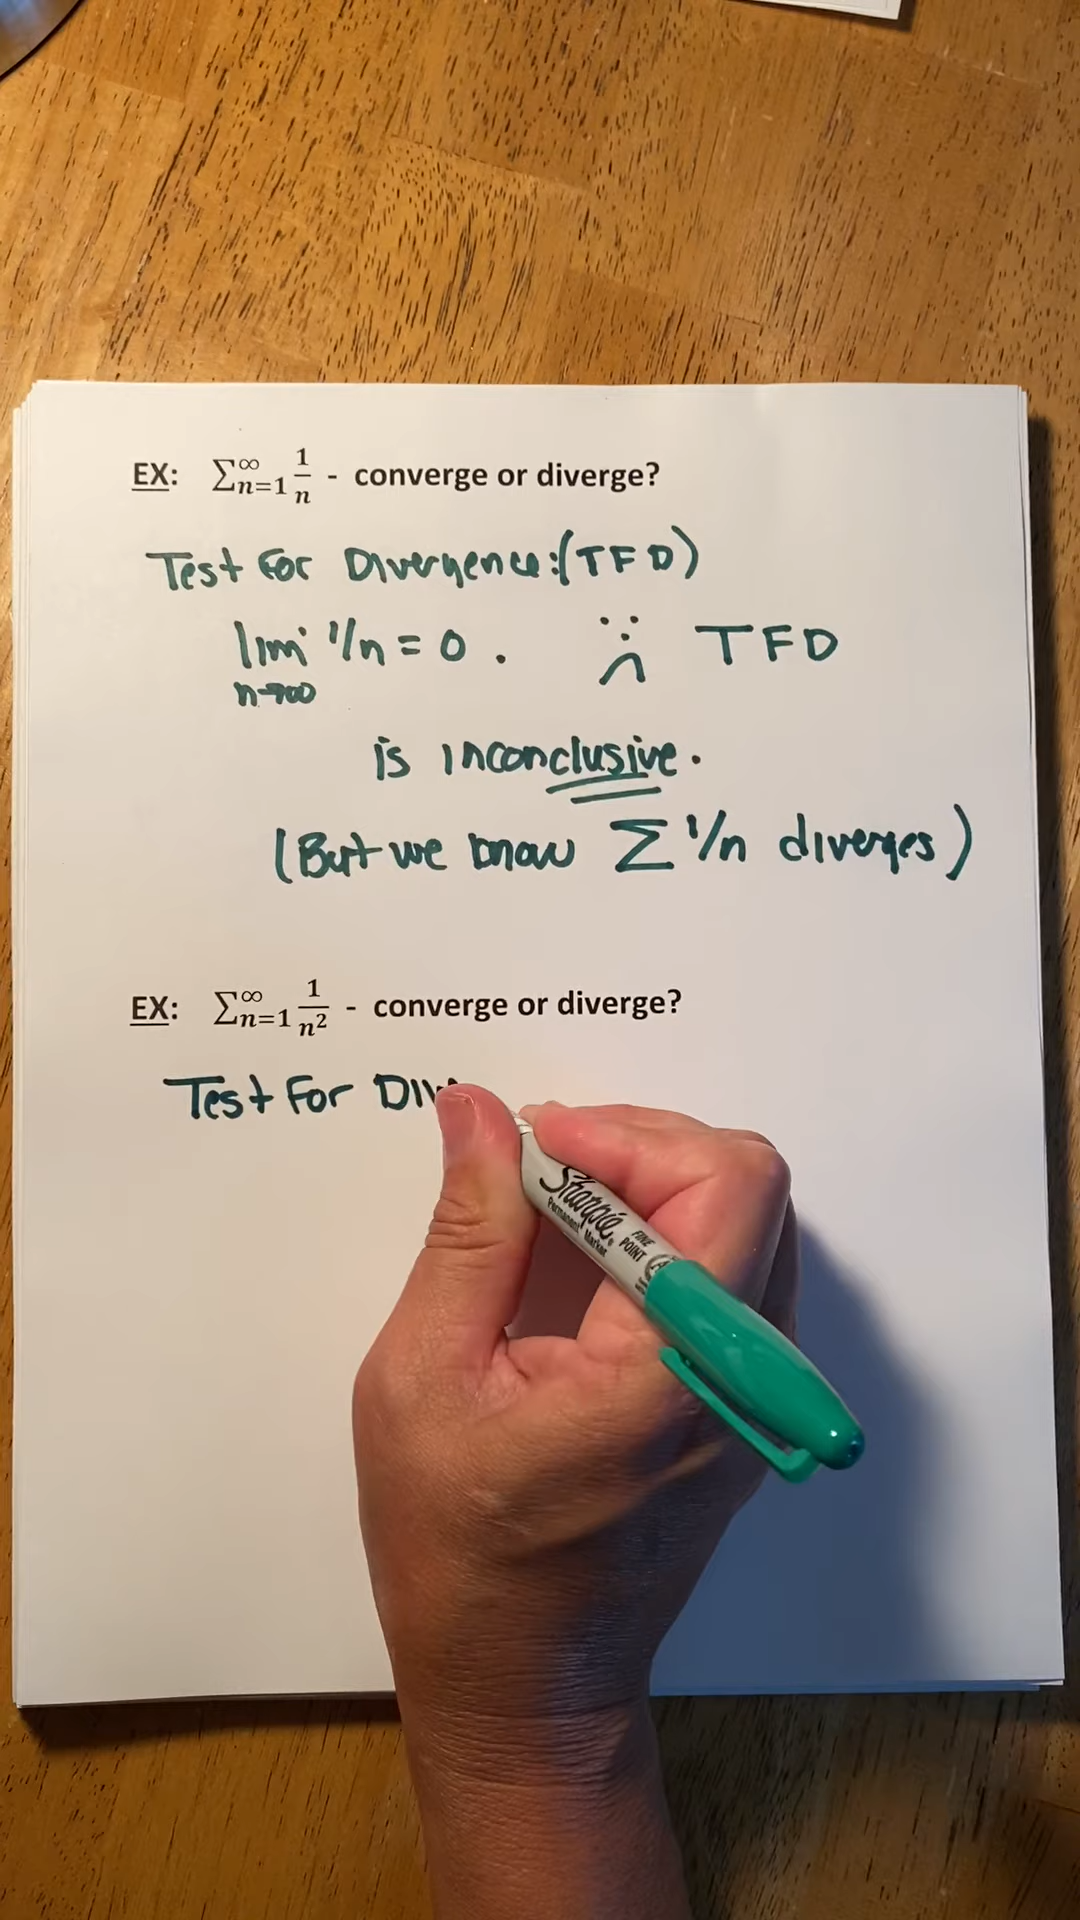 EX: ∑_{n=1}^{∞} 1/n - converge or diverge?
Test For Divergence:(TFD)
lim 1/n = 0 . TFD
n→∞
is inconclusive.
(But we know Σ 1/n diverges)
EX: ∑_{n=1}^{∞} 1/n² - converge or diverge?
Test For Div
Sharpie.
Permanent Marker
FINE
POINT